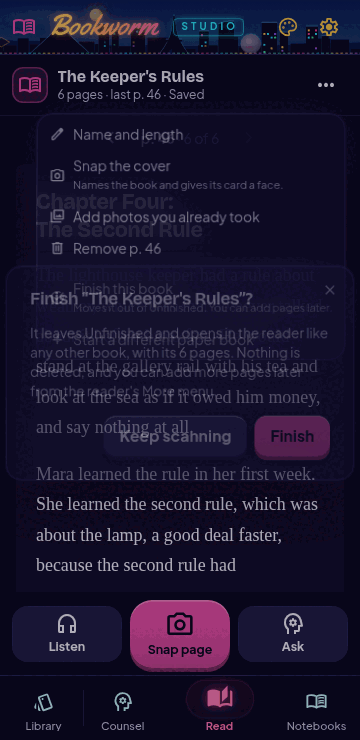 Bookworm STUDIO
The Keeper's Rules
6 pages · last p. 46 · Saved
Name and length
Snap the cover
Names the book and gives its card a face.
Chapter Four:
Add photos you already took
The Second Rule
Remove p. 46
Finish this book
Moves it out of Unfinished. You can add pages later.
Finish "The Keeper's Rules"?
It leaves Unfinished and opens in the reader like
any other book, with its 6 pages. Nothing is
deleted, and you can add more pages later
from the reader's More menu.
Start a different paper book
stand at the gallery rail with his tea and
look at the sea as if it owed him money,
and say nothing at all.
Keep scanning
Finish
Mara learned the rule in her first week.
She learned the second rule, which was
about the lamp, a good deal faster,
because the second rule had
Listen
Snap page
Ask
Library
Counsel
Read
Notebooks